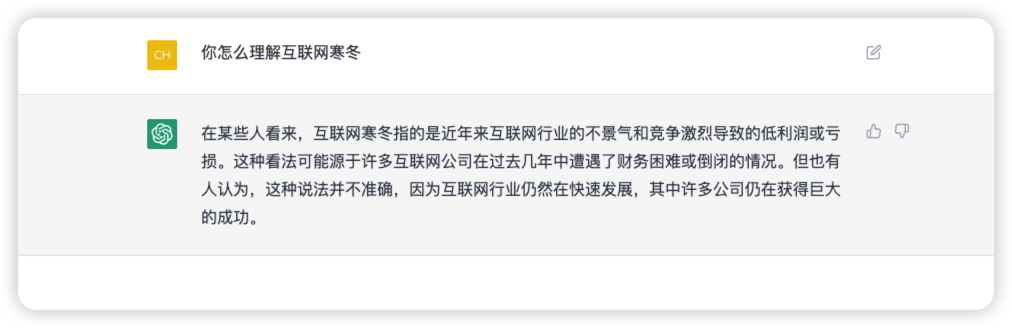 CH
你怎么理解互联网寒冬
在某些人看来，互联网寒冬指的是近年来互联网行业的不景气和竞争激烈导致的低利润或亏
损。这种看法可能源于许多互联网公司在过去几年中遭遇了财务困难或倒闭的情况。但也有
人认为，这种说法并不准确，因为互联网行业仍然在快速发展，其中许多公司仍在获得巨大
的成功。